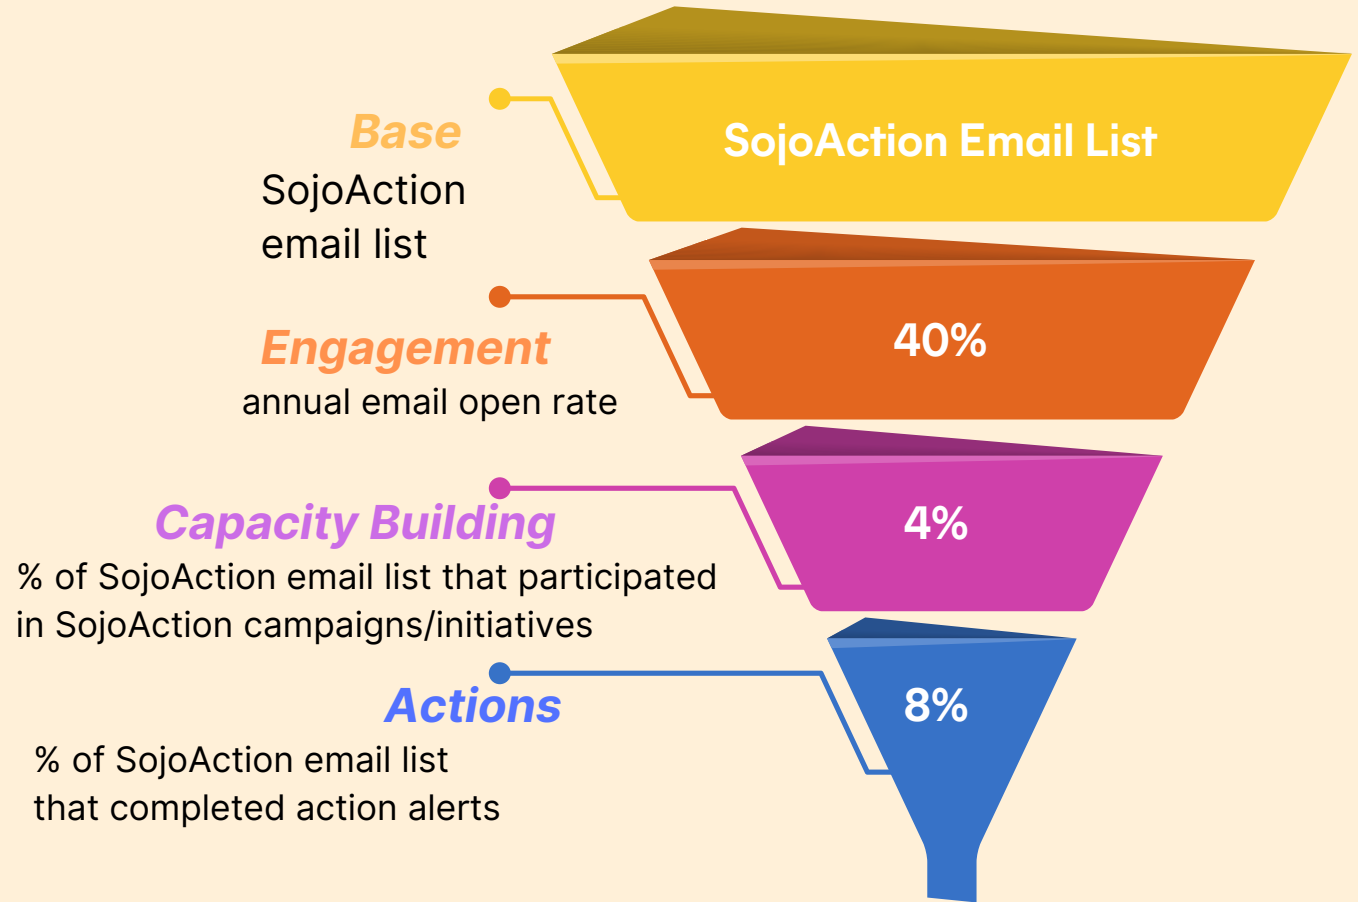 SojoAction Email List
Base
SojoAction
email list
40%
Engagement
annual email open rate
4%
Capacity Building
% of SojoAction email list that participated
in SojoAction campaigns/initiatives
8%
Actions
% of SojoAction email list
that completed action alerts